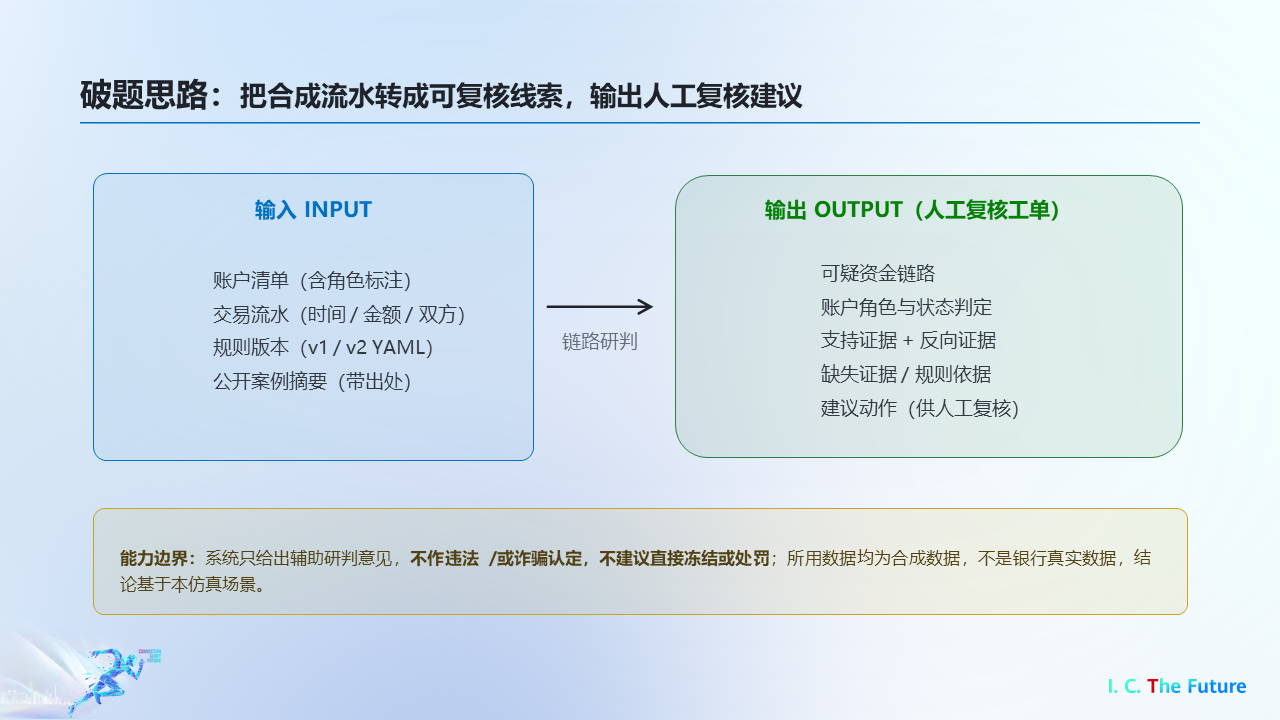 破题思路：把合成流水转成可复核线索，输出人工复核建议
输入 INPUT
账户清单（含角色标注）
交易流水（时间 / 金额 / 双方）
规则版本（v1 / v2 YAML）
公开案例摘要（带出处）
链路研判
输出 OUTPUT（人工复核工单）
可疑资金链路
账户角色与状态判定
支持证据 + 反向证据
缺失证据 / 规则依据
建议动作（供人工复核）
能力边界：系统只给出辅助研判意见，不作违法 /或诈骗认定，不建议直接冻结或处罚；所用数据均为合成数据，不是银行真实数据，结
论基于本仿真场景。
I. C. The Future